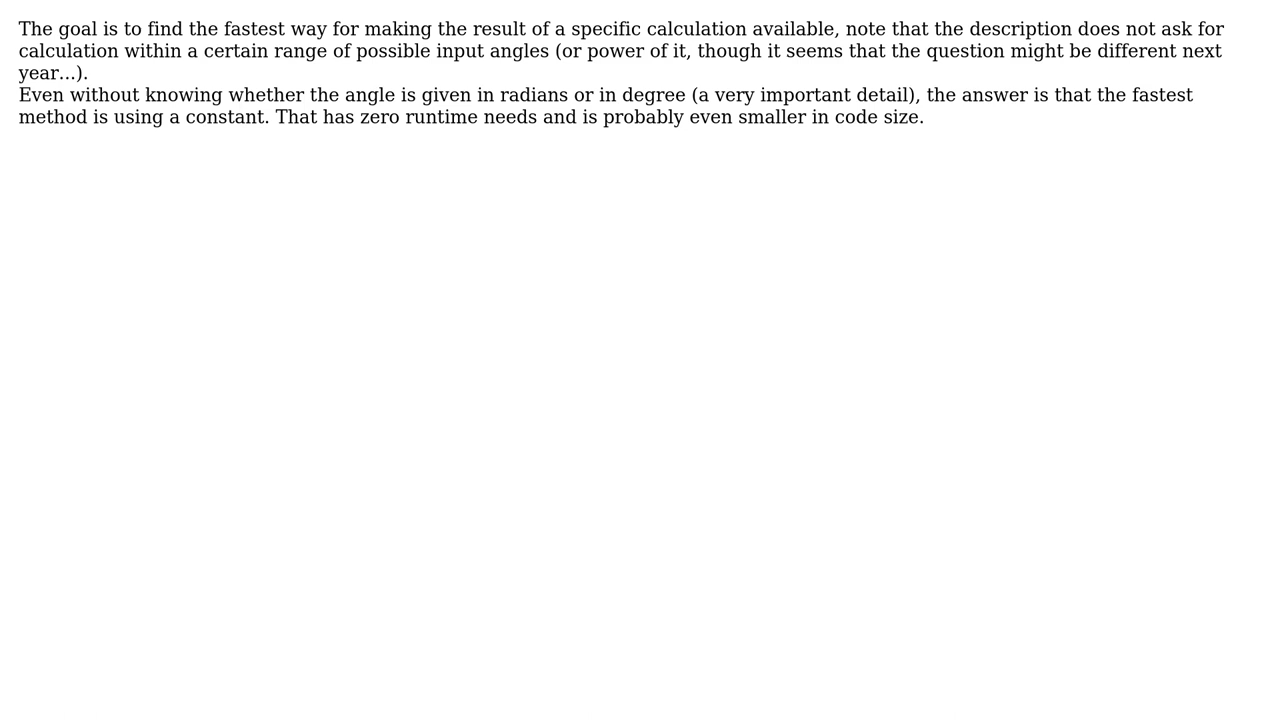 The goal is to find the fastest way for making the result of a specific calculation available, note that the description does not ask for
calculation within a certain range of possible input angles (or power of it, though it seems that the question might be different next
year...).
Even without knowing whether the angle is given in radians or in degree (a very important detail), the answer is that the fastest
method is using a constant. That has zero runtime needs and is probably even smaller in code size.